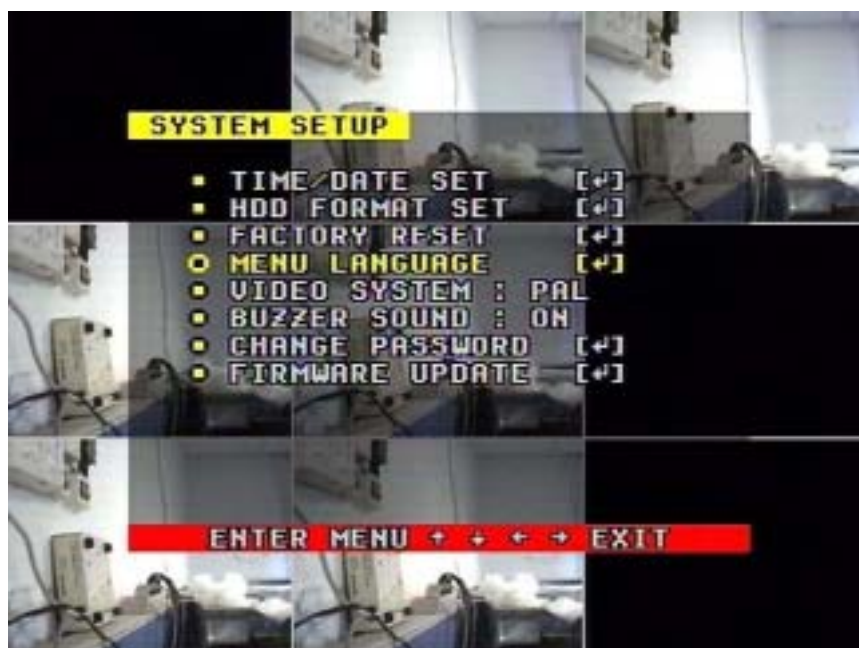 SYSTEM SETUP
TIME/DATE SET [↵]
HDD FORMAT SET [↵]
FACTORY RESET [↵]
MENU LANGUAGE [↵]
VIDEO SYSTEM : PAL
BUZZER SOUND : ON
CHANGE PASSWORD [↵]
FIRMWARE UPDATE [↵]
ENTER MENU ↑ ↓ ← → EXIT